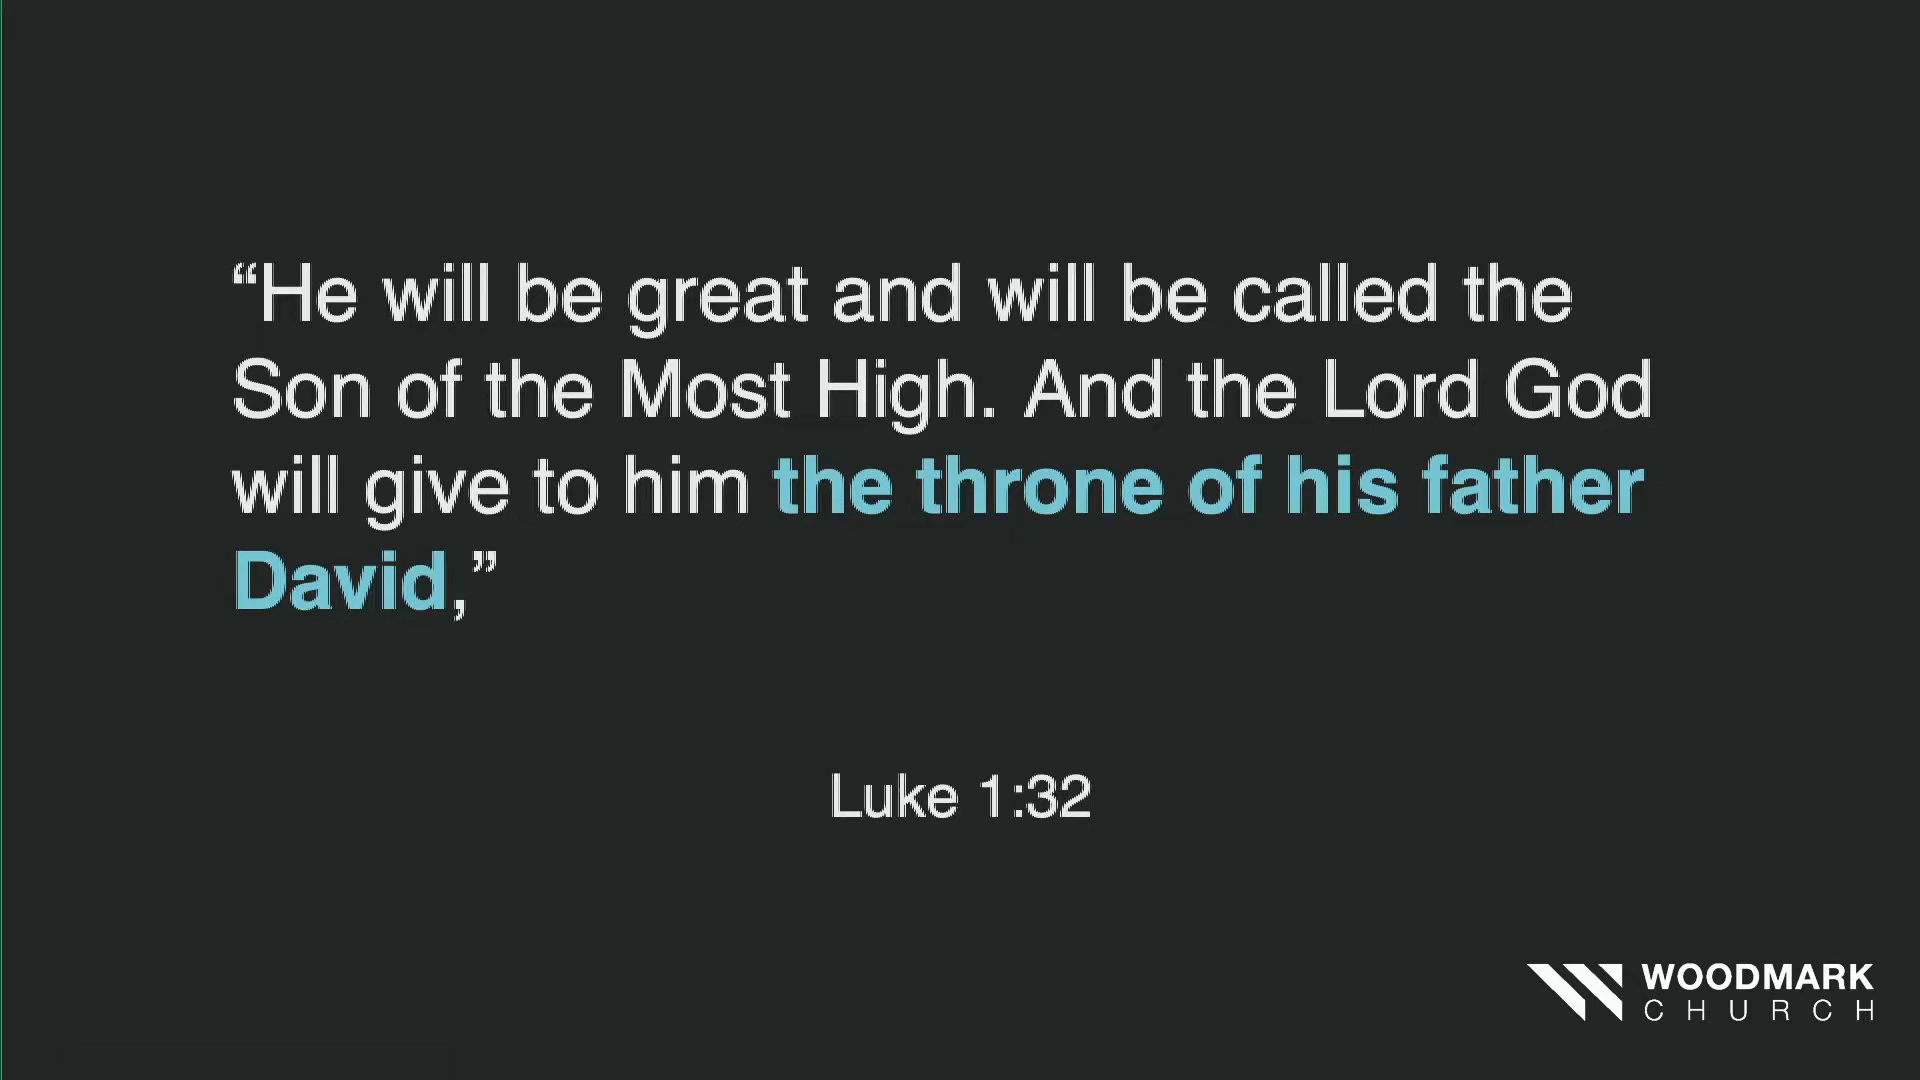 “He will be great and will be called the
Son of the Most High. And the Lord God
will give to him the throne of his father
David,”
Luke 1:32
WOODMARK
CHURCH